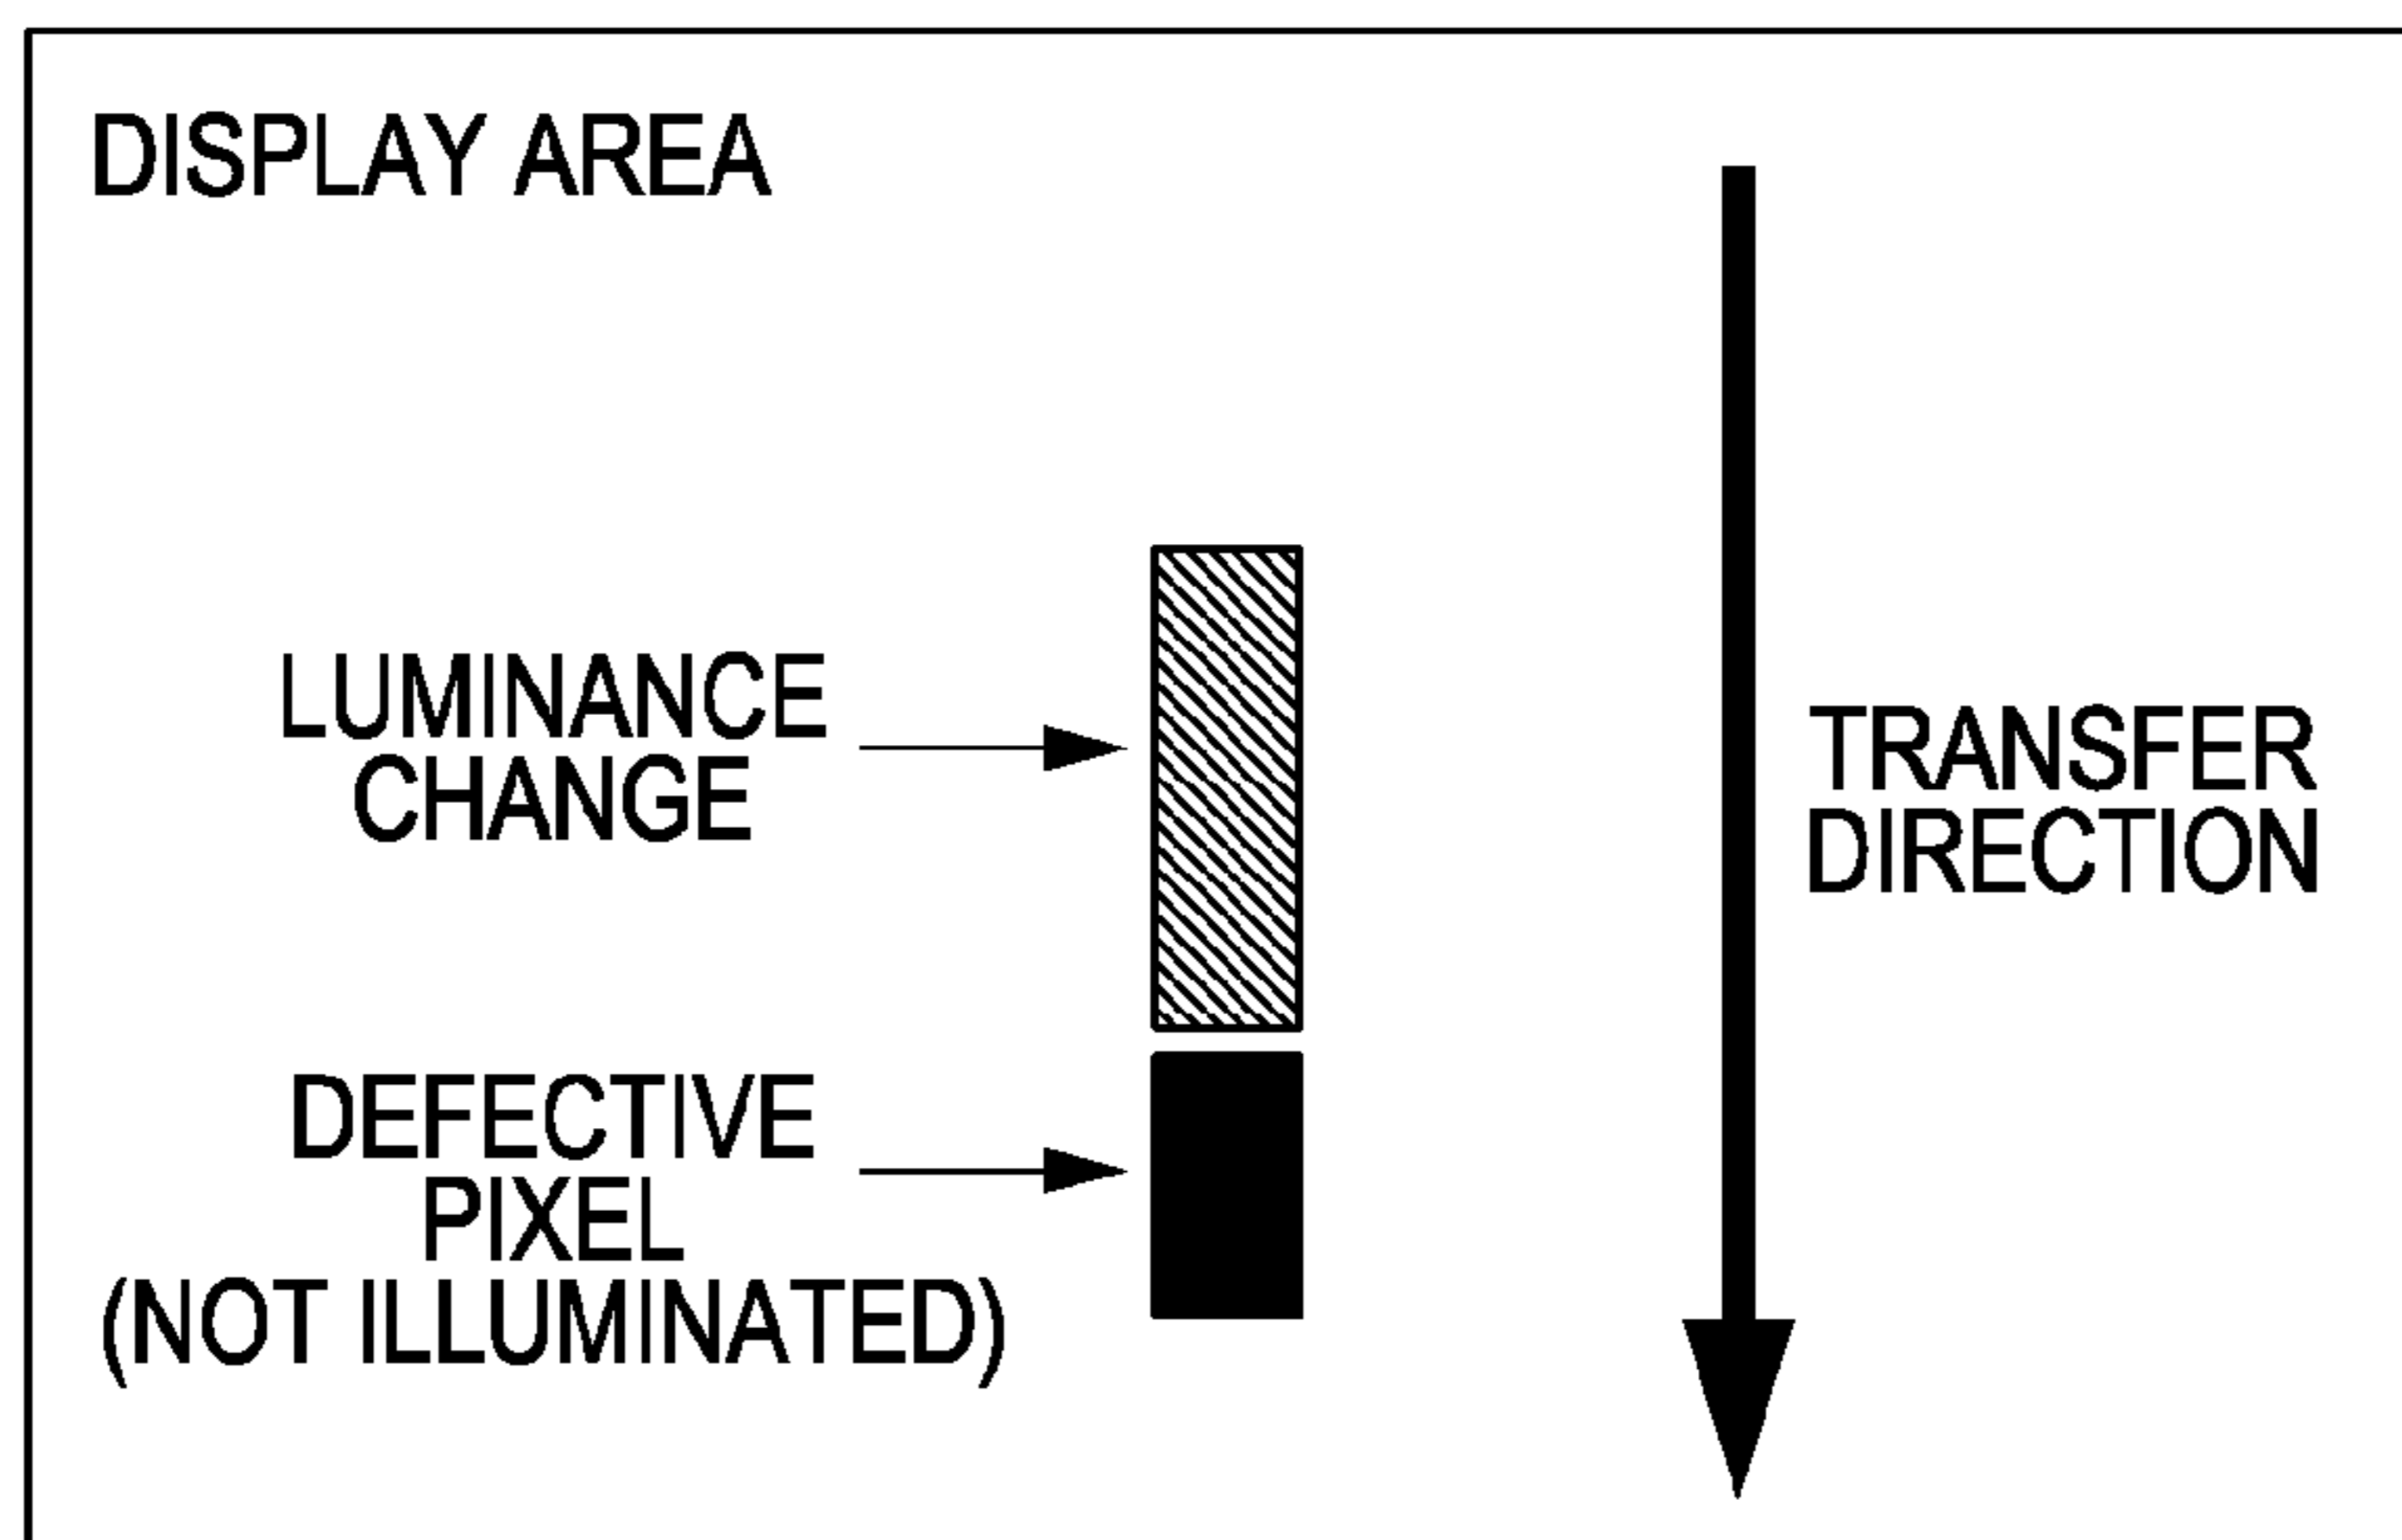 DISPLAY AREA
LUMINANCE
CHANGE
TRANSFER
DIRECTION
DEFECTIVE
PIXEL
(NOT ILLUMINATED)